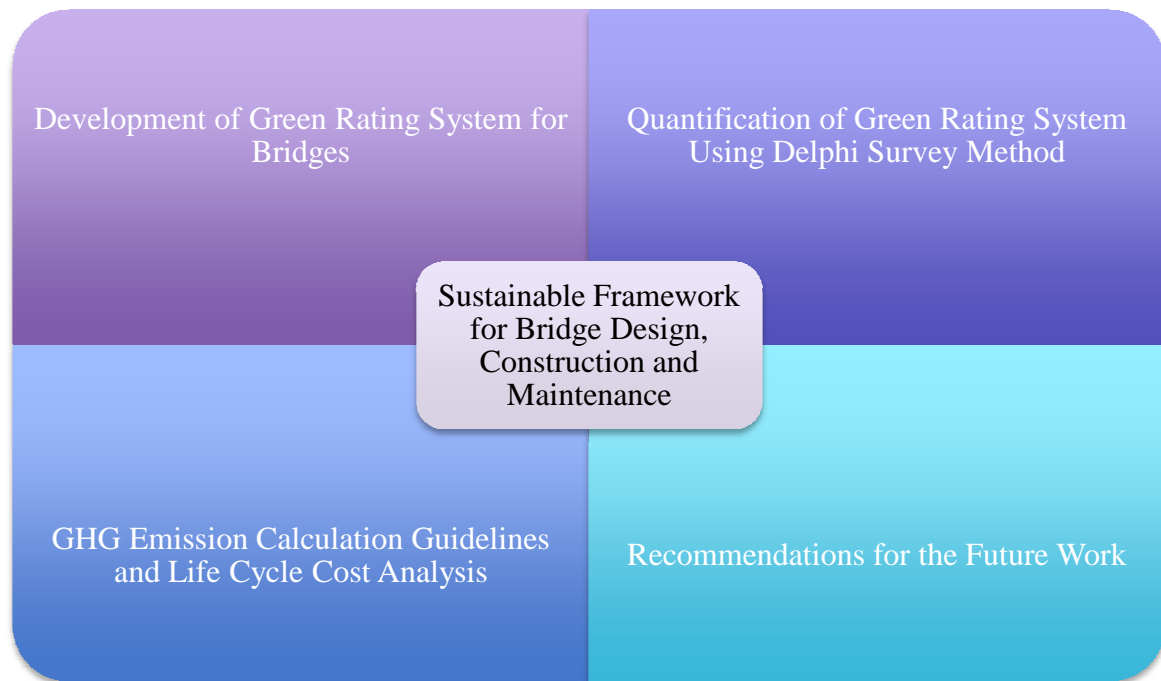 Development of Green Rating System for
Bridges
Quantification of Green Rating System
Using Delphi Survey Method
Sustainable Framework
for Bridge Design,
Construction and
Maintenance
GHG Emission Calculation Guidelines
and Life Cycle Cost Analysis
Recommendations for the Future Work